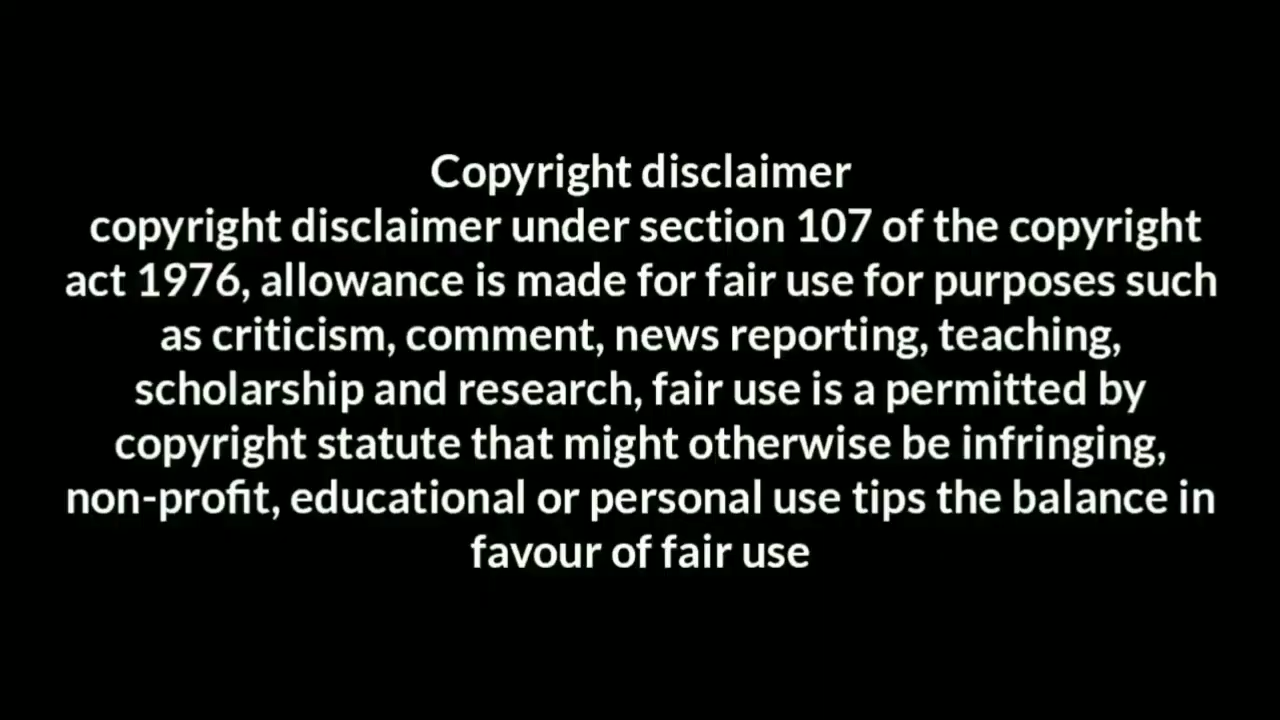 Copyright disclaimer
copyright disclaimer under section 107 of the copyright
act 1976, allowance is made for fair use for purposes such
as criticism, comment, news reporting, teaching,
scholarship and research, fair use is a permitted by
copyright statute that might otherwise be infringing,
non-profit, educational or personal use tips the balance in
favour of fair use